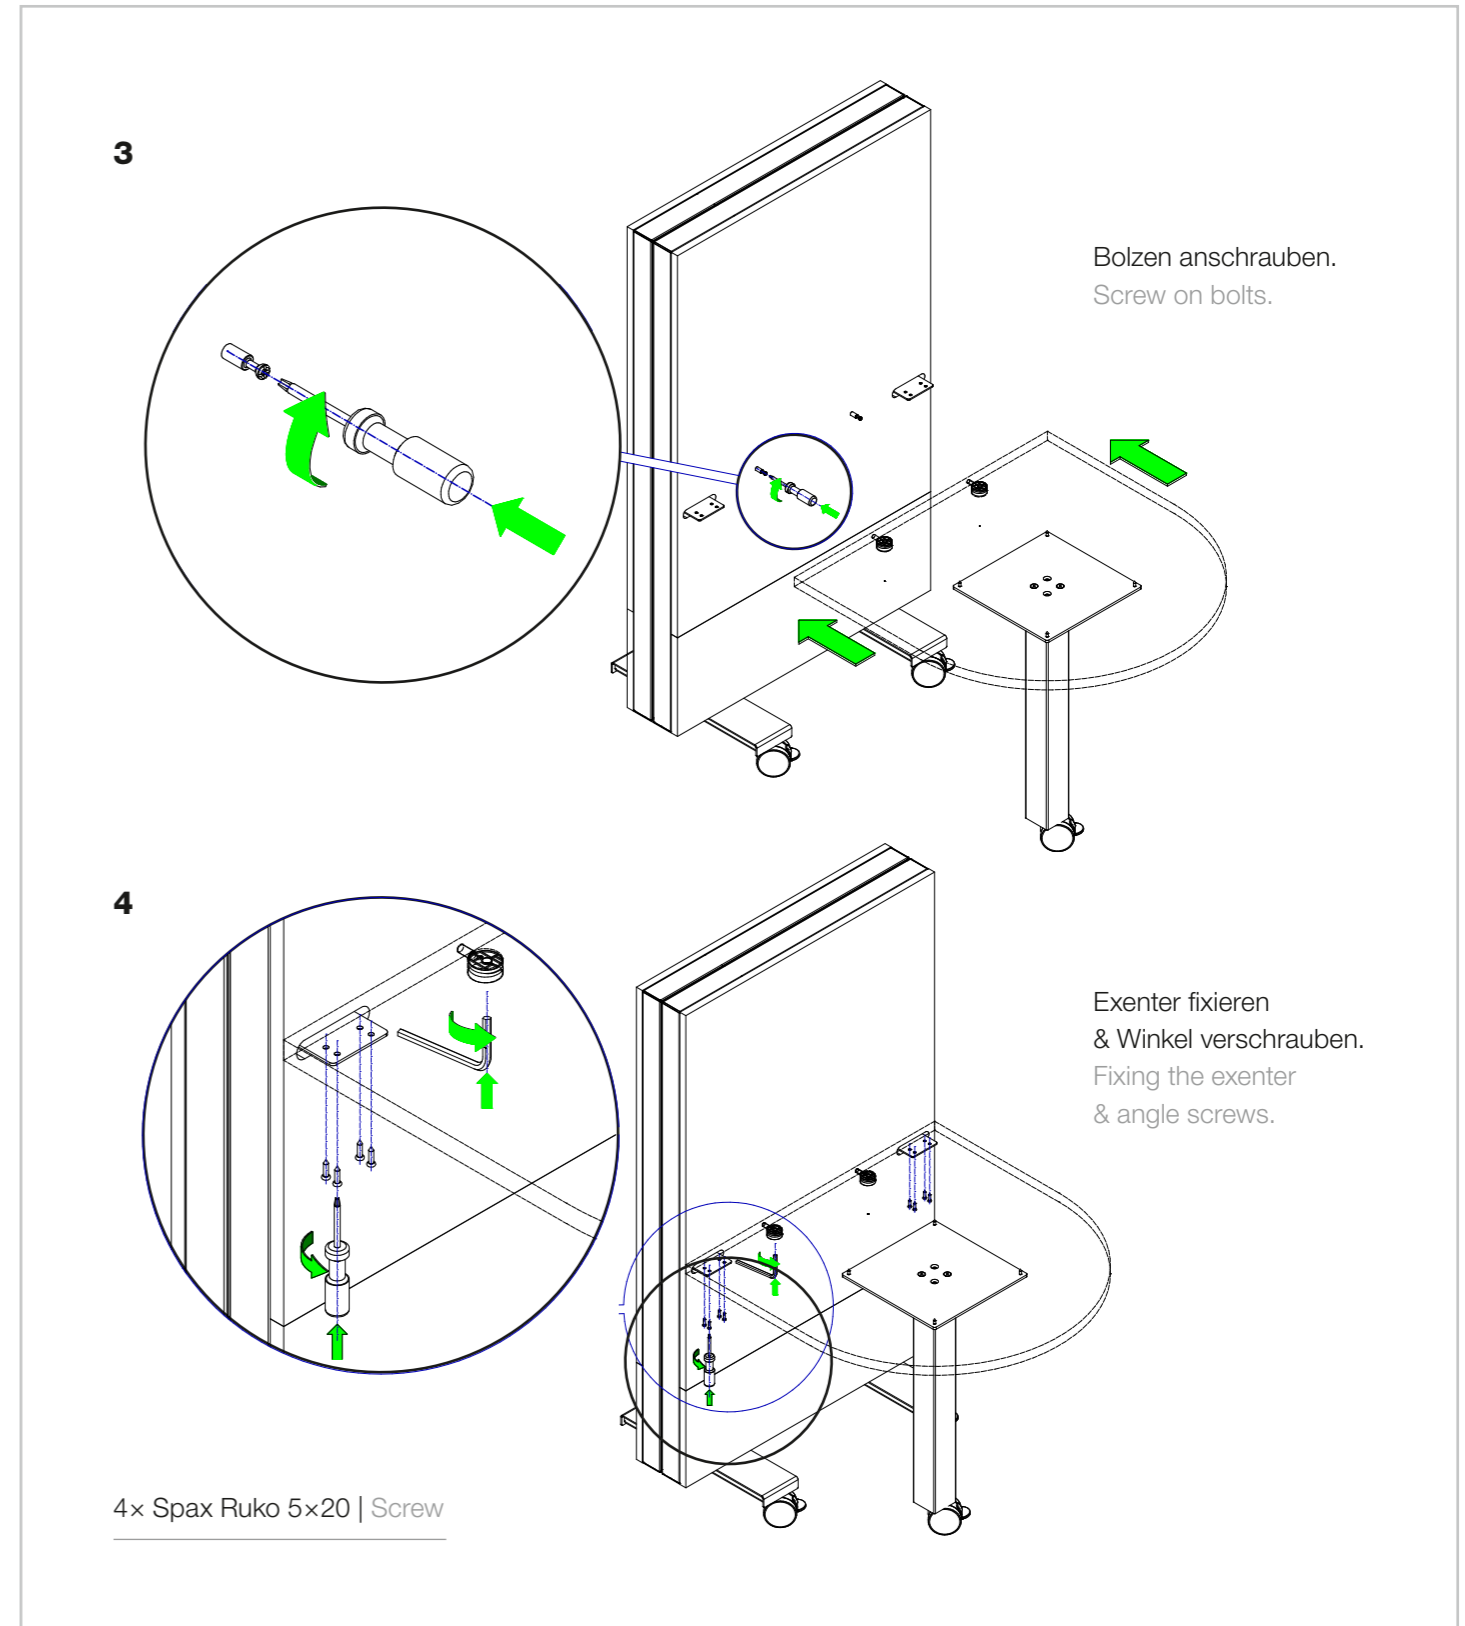 3
Bolzen anschrauben.
Screw on bolts.
4
Exenter fixieren
& Winkel verschrauben.
Fixing the exenter
& angle screws.
4× Spax Ruko 5×20 | Screw